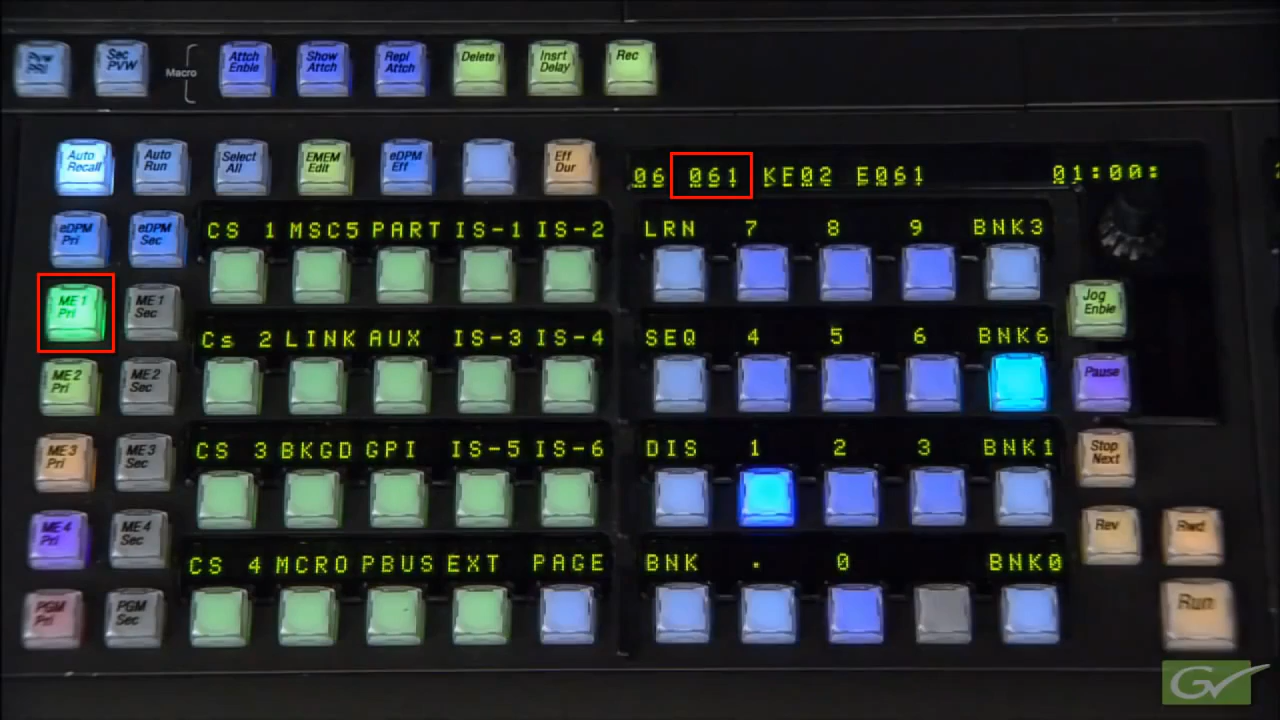 PVW Pri Sec PVW Macro Attch Enble Show Attch Repl Attch Delete Insrt Delay Rec
Auto Recall Auto Run Select All EMEM Edit eDPM Eff Eff Dur
06 061 KF02 E061 01:00:
eDPM Pri eDPM Sec
CS 1 MSC5 PART IS-1 IS-2 LRN 7 8 9 BNK3
ME 1 Pri ME 1 Sec
Jog Enble
Cs 2 LINK AUX IS-3 IS-4 SEQ 4 5 6 BNK6
ME 2 Pri ME 2 Sec
Pause
CS 3 BKGD GPI IS-5 IS-6 DIS 1 2 3 BNK1
ME 3 Pri ME 3 Sec
Stop Next
ME 4 Pri ME 4 Sec
Rev Rwd
CS 4 MCRO PBUS EXT PAGE BNK . 0 BNK0
PGM Pri PGM Sec
Run
GV